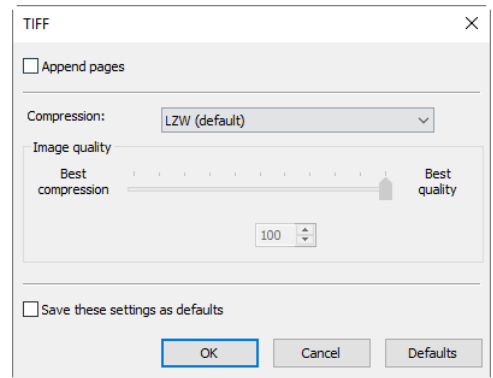 TIFF
Append pages
Compression:
LZW (default)
Image quality
Best compression
Best quality
100
Save these settings as defaults
OK
Cancel
Defaults